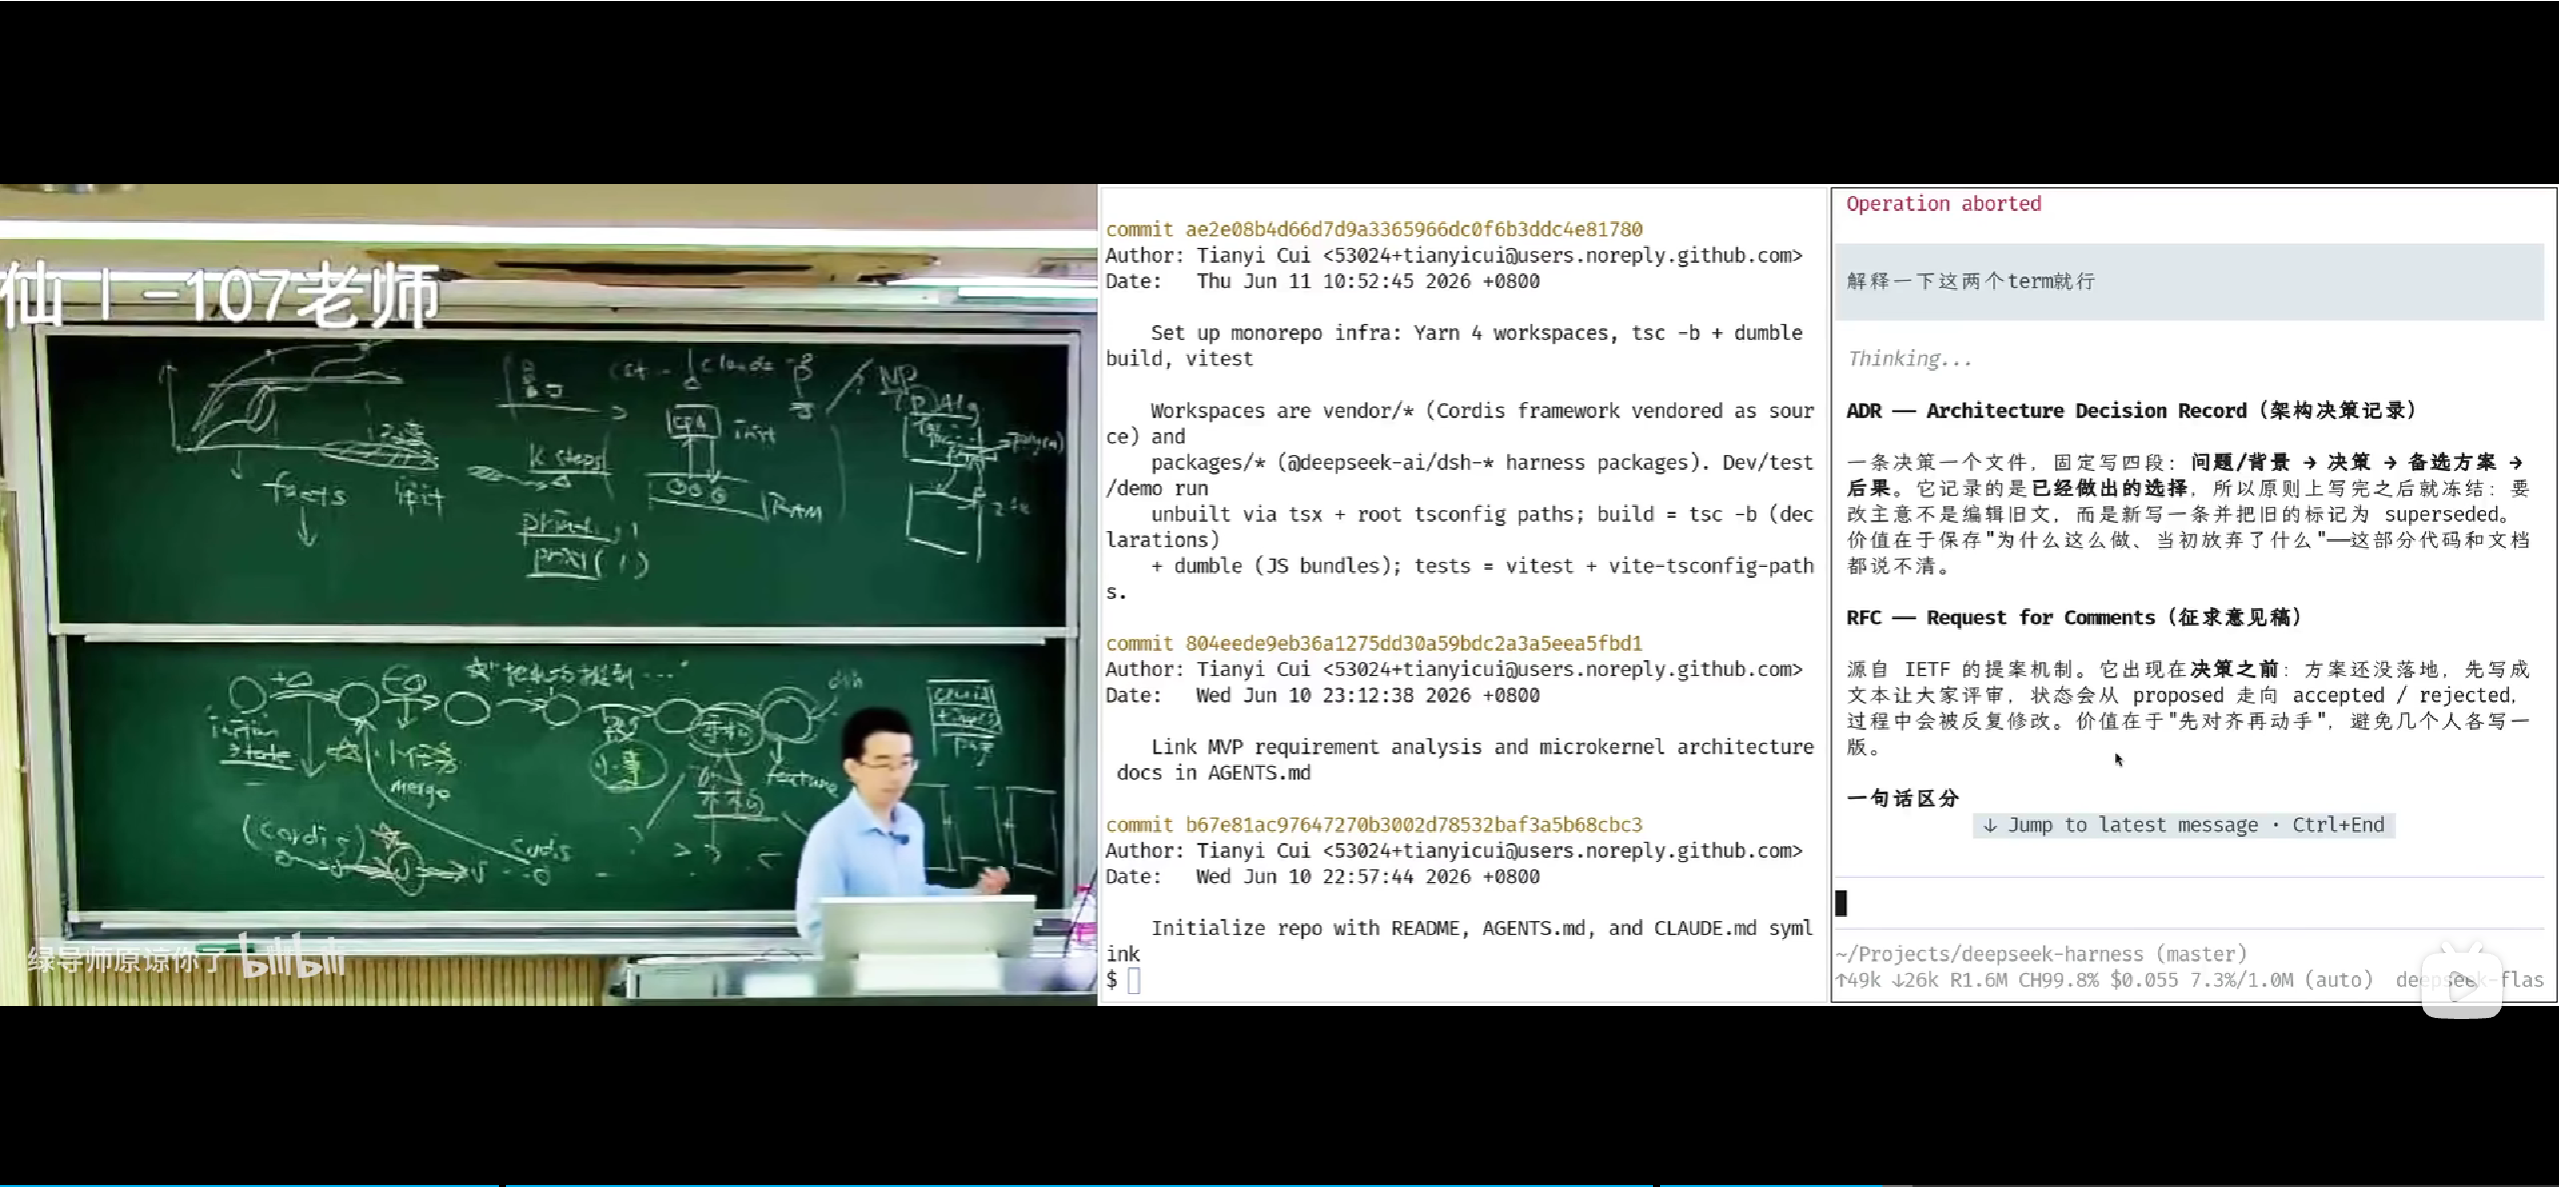 仙 | -107老师
facts
init
K steps
print(1)
claude -p
CPU
inst
RAM
NP
initial
state
merge
(cordis)
feature
dsh
绿导师原谅你了 bilibili
commit ae2e08b4d66d7d9a3365966dc0f6b3ddc4e81780
Author: Tianyi Cui <53024+tianyicui@users.noreply.github.com>
Date:   Thu Jun 11 10:52:45 2026 +0800
Set up monorepo infra: Yarn 4 workspaces, tsc -b + dumble
build, vitest
Workspaces are vendor/* (Cordis framework vendored as sour
ce) and
packages/* (@deepseek-ai/dsh-* harness packages). Dev/test
/demo run
unbuilt via tsx + root tsconfig paths; build = tsc -b (dec
larations)
+ dumble (JS bundles); tests = vitest + vite-tsconfig-path
s.
commit 804eede9eb36a1275dd30a59bdc2a3a5eea5fbd1
Author: Tianyi Cui <53024+tianyicui@users.noreply.github.com>
Date:   Wed Jun 10 23:12:38 2026 +0800
Link MVP requirement analysis and microkernel architecture
docs in AGENTS.md
commit b67e81ac97647270b3002d78532baf3a5b68cbc3
Author: Tianyi Cui <53024+tianyicui@users.noreply.github.com>
Date:   Wed Jun 10 22:57:44 2026 +0800
Initialize repo with README, AGENTS.md, and CLAUDE.md syml
ink
$
Operation aborted
解释一下这两个term就行
Thinking...
ADR — Architecture Decision Record（架构决策记录）
一条决策一个文件，固定写四段：问题/背景 → 决策 → 备选方案 →
后果。它记录的是已经做出的选择，所以原则上写完之后就冻结：要
改主意不是编辑旧文，而是新写一条并把旧的标记为 superseded。
价值在于保存"为什么这么做、当初放弃了什么"—这部分代码和文档
都说不清。
RFC — Request for Comments（征求意见稿）
源自 IETF 的提案机制。它出现在决策之前：方案还没落地，先写成
文本让大家评审，状态会从 proposed 走向 accepted / rejected，
过程中会被反复修改。价值在于"先对齐再动手"，避免几个人各写一
版。
一句话区分
↓ Jump to latest message · Ctrl+End
~/Projects/deepseek-harness (master)
↑49k ↓26k R1.6M CH99.8% $0.055 7.3%/1.0M (auto)  deepseek-flas